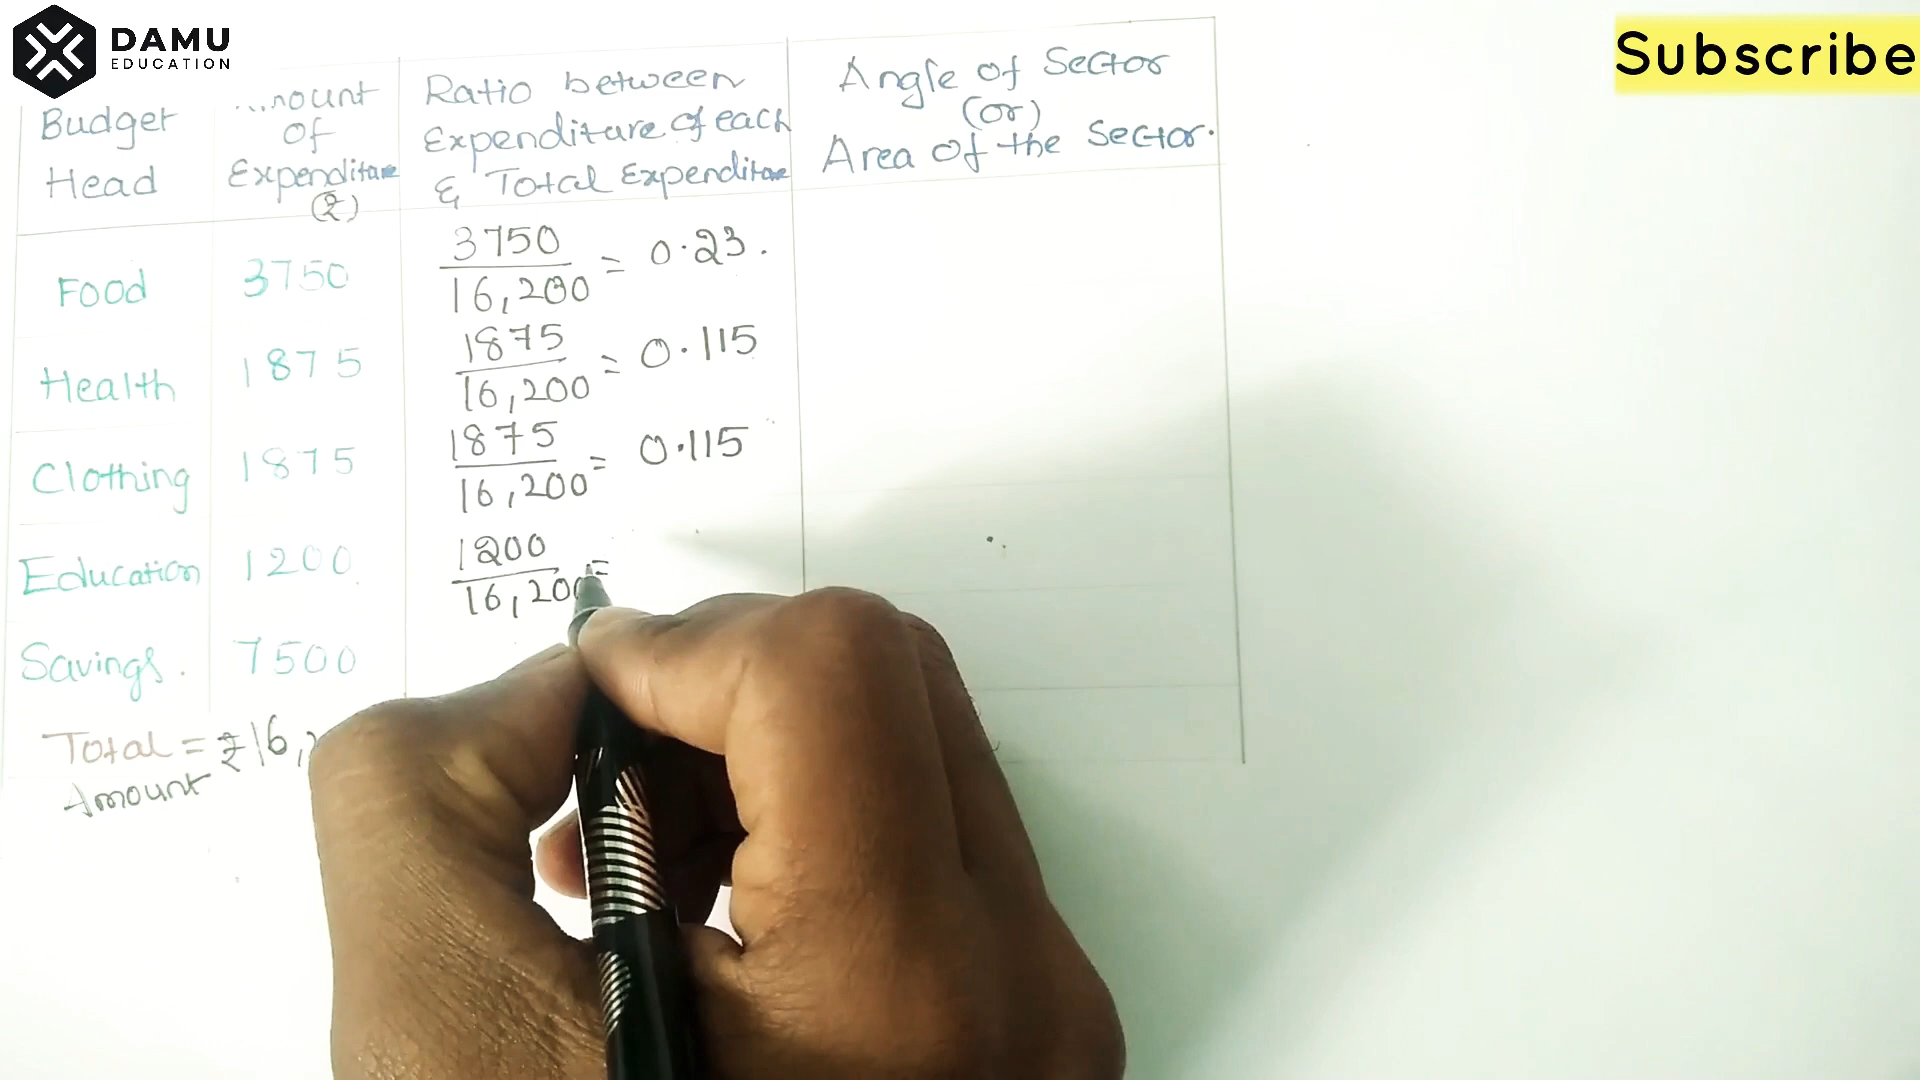 DAMU
EDUCATION
Subscribe
Budget
Head
of
Expenditure
(₹)
Ratio between
Expenditure of each
& Total Expenditure
Angle of Sector
(or)
Area of the Sector.
Food 3750 3750/16,200 = 0.23.
Health 1875 1875/16,200 = 0.115
Clothing 1875 1875/16,200 = 0.115
Education 1200 1200/16,200 =
Savings. 7500
Total = ₹16,
Amount